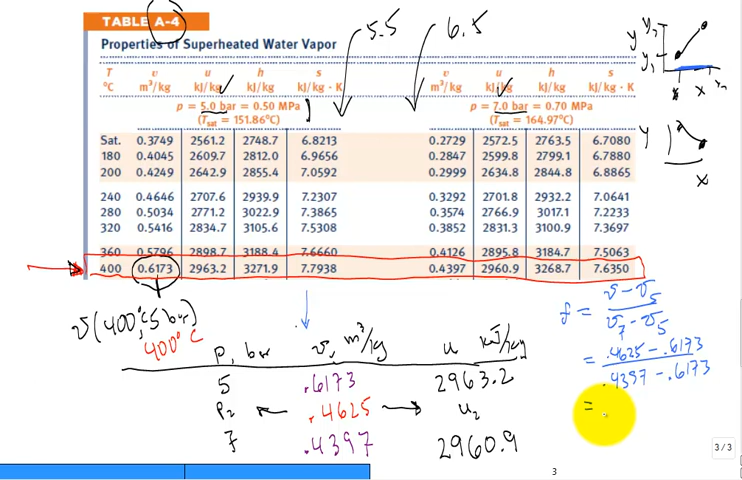 TABLE A-4
5.5
6.5
Properties of Superheated Water Vapor
T v u h s v u h s
°C m³/kg kJ/kg kJ/kg kJ/kg · K m³/kg kJ/kg kJ/kg kJ/kg · K
p = 5.0 bar = 0.50 MPa p = 7.0 bar = 0.70 MPa
(Tsat = 151.86°C) (Tsat = 164.97°C)
Sat. 0.3749 2561.2 2748.7 6.8213 0.2729 2572.5 2763.5 6.7080
180 0.4045 2609.7 2812.0 6.9656 0.2847 2599.8 2799.1 6.7880
200 0.4249 2642.9 2855.4 7.0592 0.2999 2634.8 2844.8 6.8865
240 0.4646 2707.6 2939.9 7.2307 0.3292 2701.8 2932.2 7.0641
280 0.5034 2771.2 3022.9 7.3865 0.3574 2766.9 3017.1 7.2233
320 0.5416 2834.7 3105.6 7.5308 0.3852 2831.3 3100.9 7.3697
360 0.5796 2898.7 3188.4 7.6660 0.4126 2895.8 3184.7 7.5063
400 0.6173 2963.2 3271.9 7.7938 0.4397 2960.9 3268.7 7.6350
y y₂
y₁
x
y
x
v(400°C, 5 bar)
400°C
P, bar v, m³/kg u kJ/kg
5 .6173 2963.2
P₂ .4625 u₂
7 .4397 2960.9
f = v - v₅
v₇ - v₅
= .4625 - .6173
.4397 - .6173
= .
3/3
3